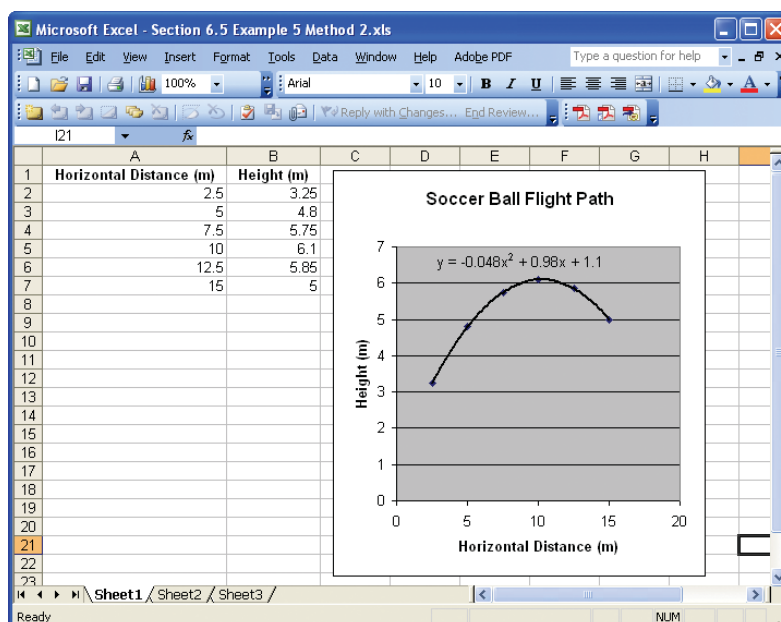 Microsoft Excel - Section 6.5 Example 5 Method 2.xls
File Edit View Insert Format Tools Data Window Help Adobe PDF Type a question for help
100% Arial 10 B I U A
Reply with Changes... End Review...
I21 fx
A B C D E F G H
1 Horizontal Distance (m) Height (m)
2 2.5 3.25
3 5 4.8
4 7.5 5.75
5 10 6.1
6 12.5 5.85
7 15 5
8
9
10
11
12
13
14
15
16
17
18
19
20
21
22
23
Soccer Ball Flight Path
y = -0.048x² + 0.98x + 1.1
Height (m)
7
6
5
4
3
2
1
0
0 5 10 15 20
Horizontal Distance (m)
Sheet1 / Sheet2 / Sheet3 /
Ready NUM